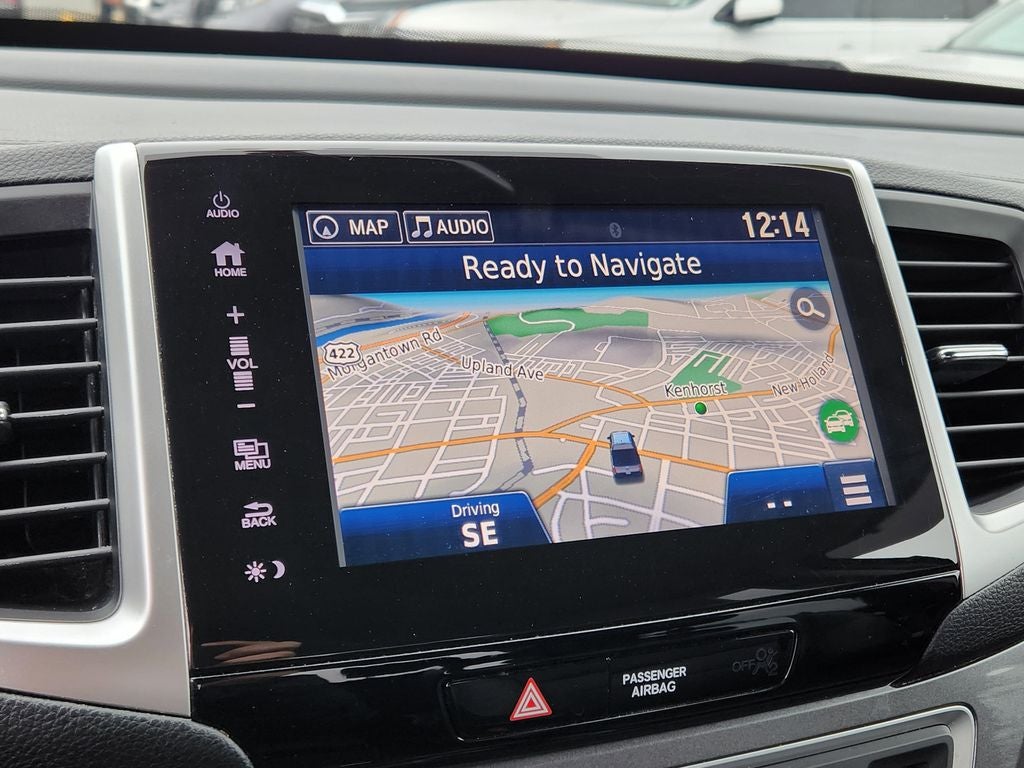 AUDIO
HOME
+
VOL
−
MENU
BACK
MAP
AUDIO
12:14
Ready to Navigate
422
Morgantown Rd
Upland Ave
Kenhorst
New Holland
Driving
SE
--
PASSENGER
AIRBAG
OFF